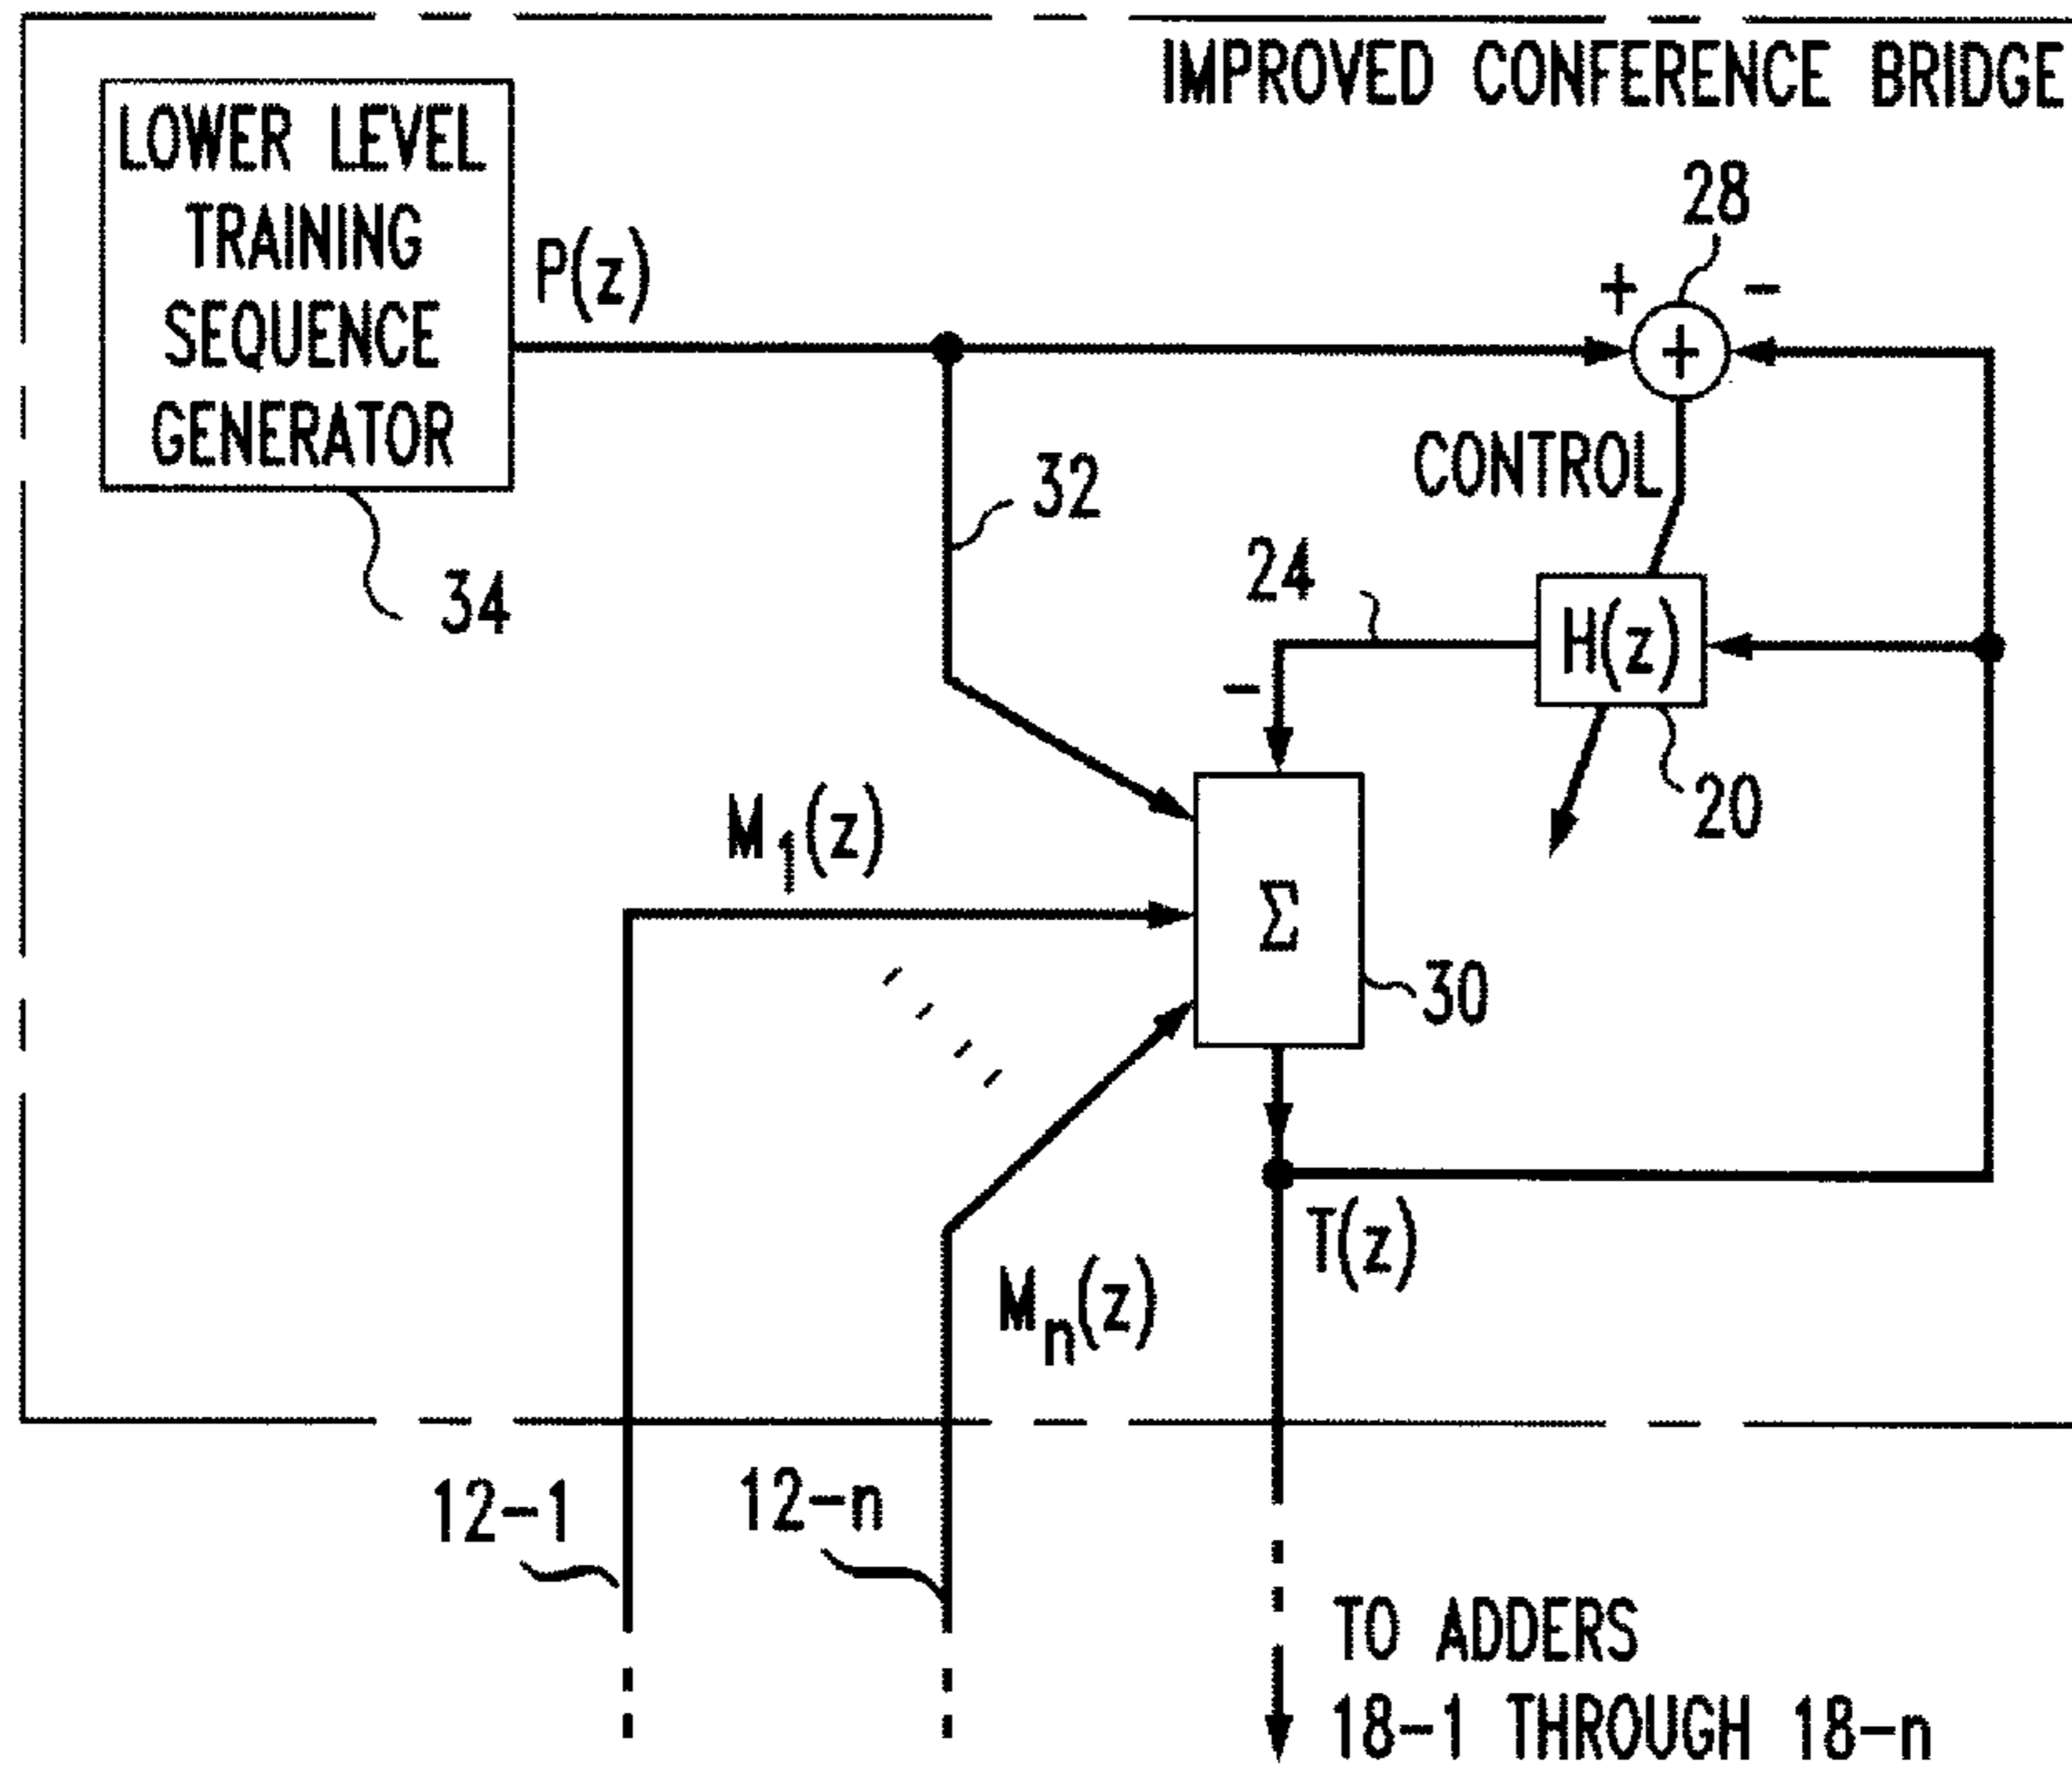 IMPROVED CONFERENCE BRIDGE
LOWER LEVEL
TRAINING
SEQUENCE
GENERATOR
P(z)
28
+
-
+
CONTROL
32
34
24
H(z)
-
20
M1(z)
Σ
30
T(z)
Mn(z)
12-1
12-n
TO ADDERS
18-1 THROUGH 18-n